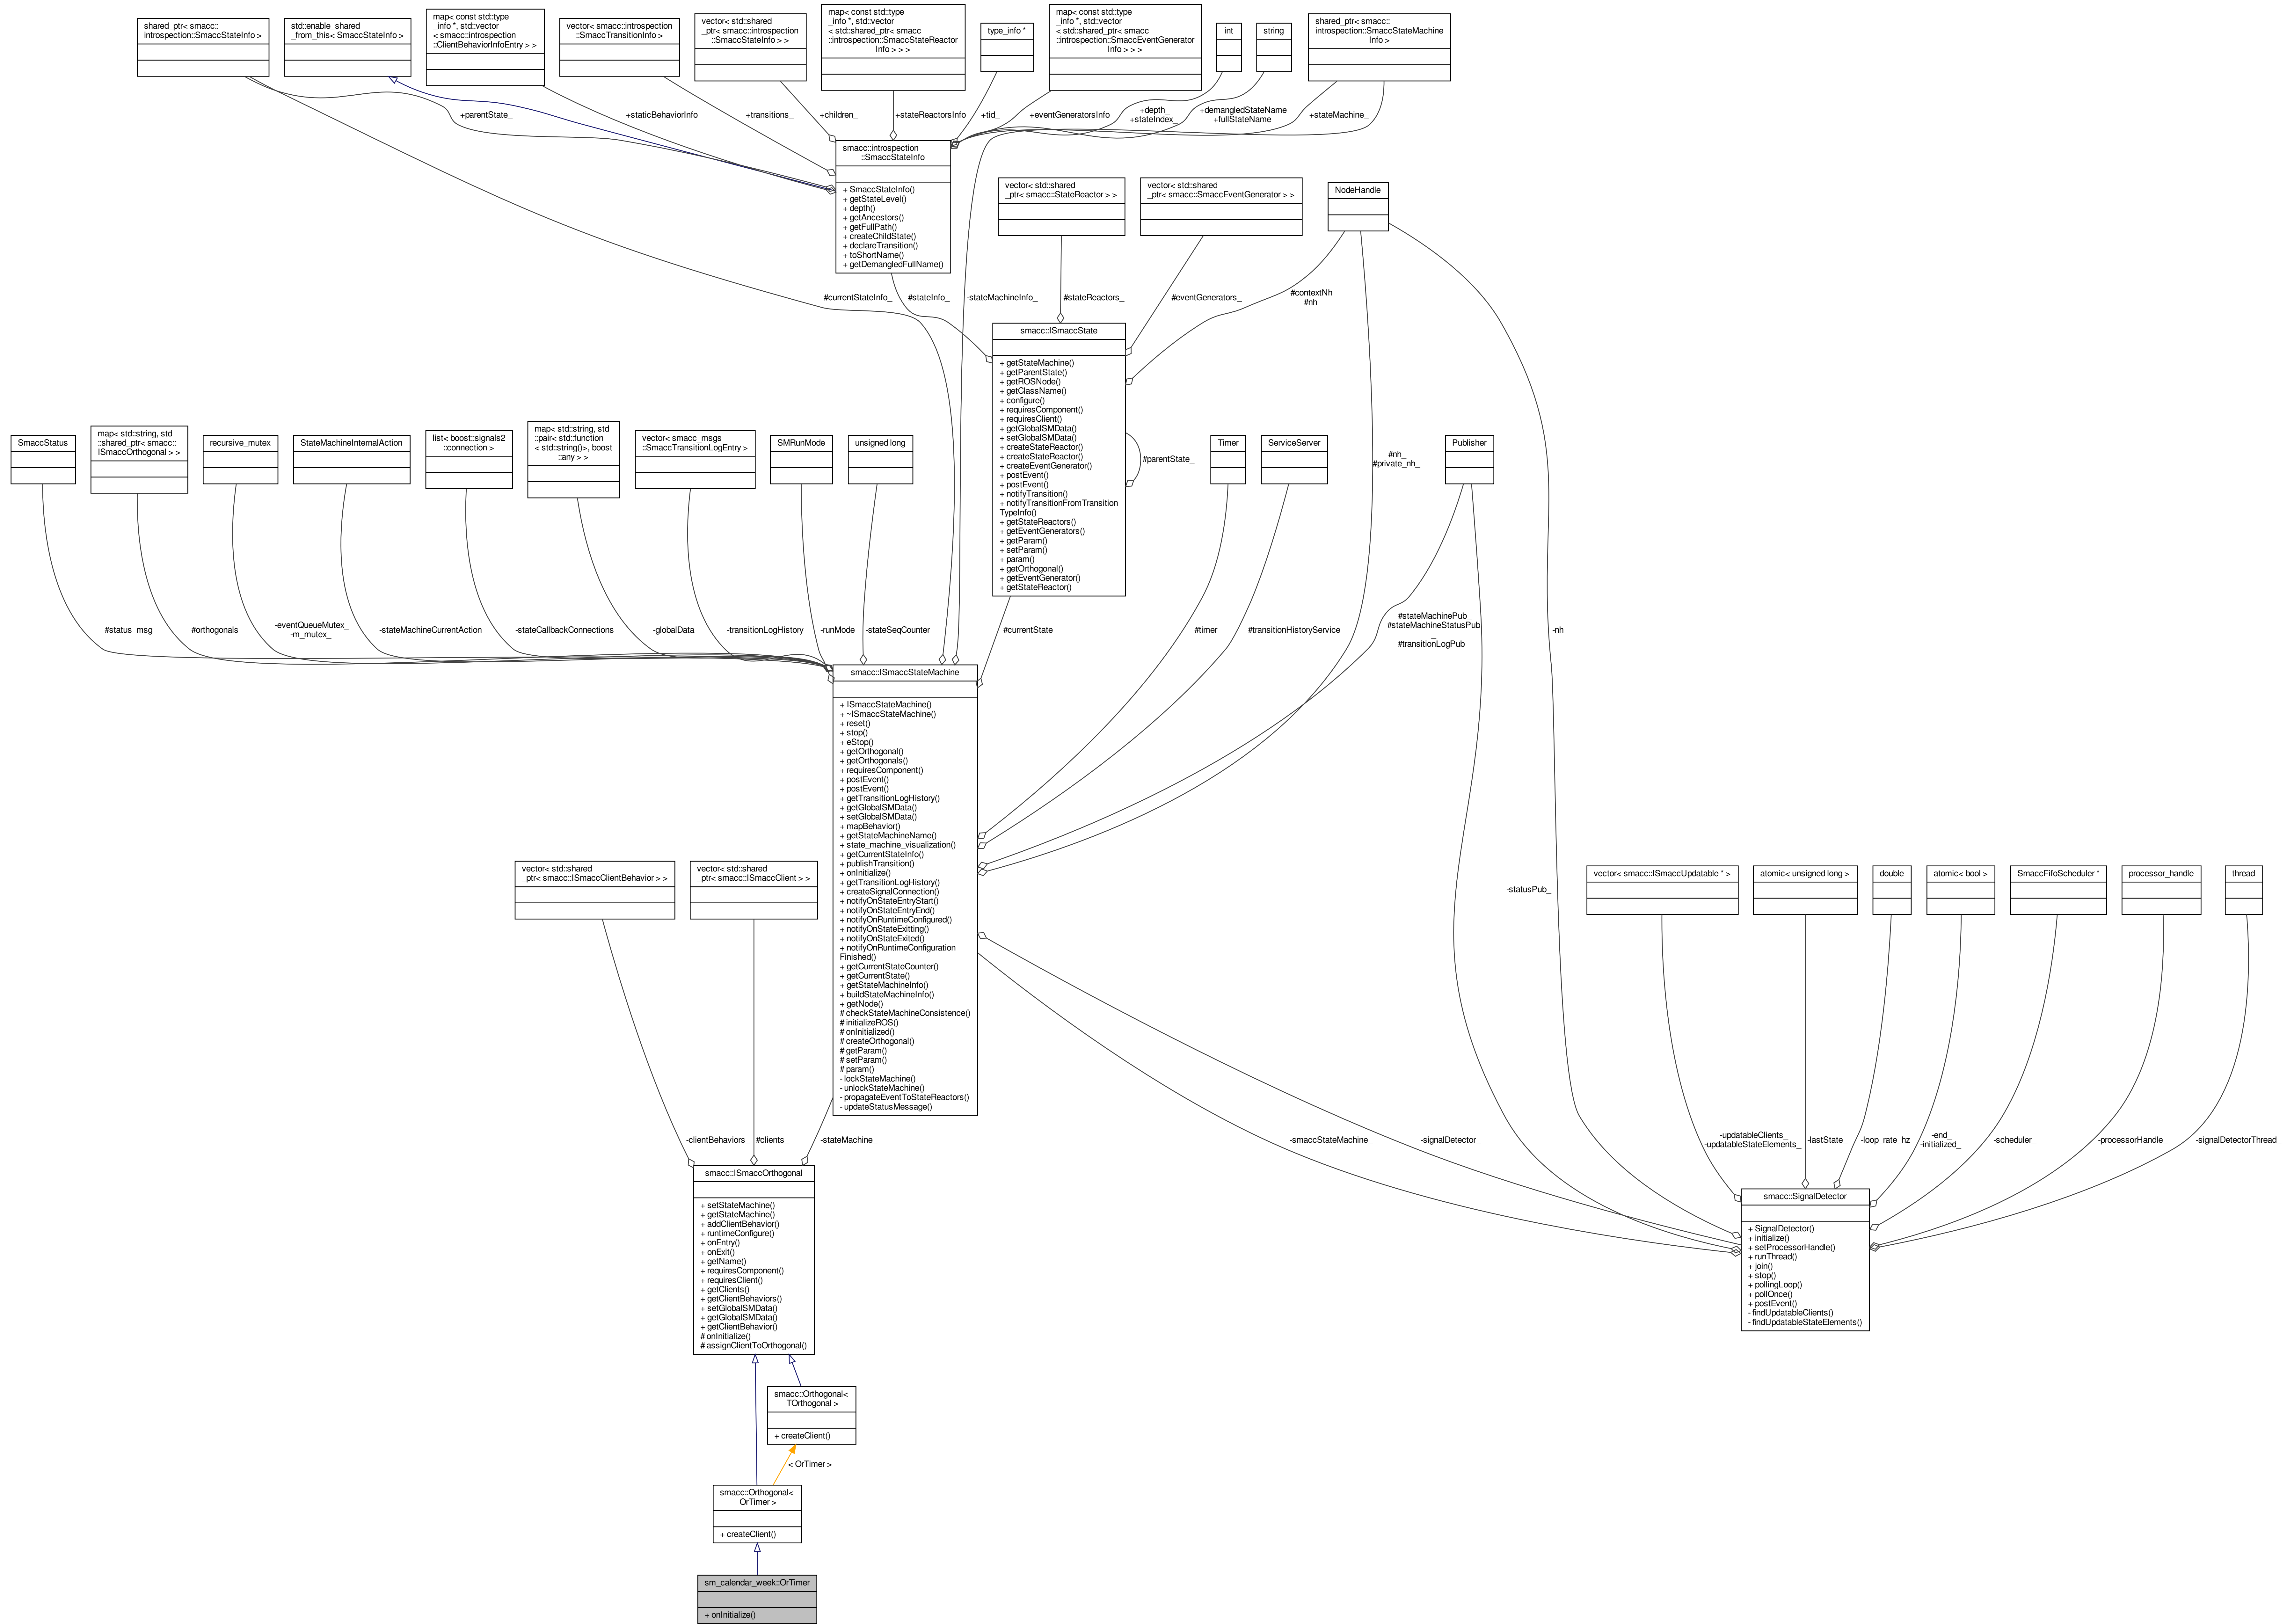 shared_ptr< smacc::
introspection::SmaccStateInfo >
std::enable_shared
_from_this< SmaccStateInfo >
map< const std::type
_info *, std::vector
< smacc::introspection
::ClientBehaviorInfoEntry > >
vector< smacc::introspection
::SmaccTransitionInfo >
vector< std::shared
_ptr< smacc::introspection
::SmaccStateInfo > >
map< const std::type
_info *, std::vector
< std::shared_ptr< smacc
::introspection::SmaccStateReactor
Info > > >
type_info *
map< const std::type
_info *, std::vector
< std::shared_ptr< smacc
::introspection::SmaccEventGenerator
Info > > >
int
string
shared_ptr< smacc::
introspection::SmaccStateMachine
Info >
+parentState_
+staticBehaviorInfo
+transitions_
+children_
+stateReactorsInfo
+tid_
+eventGeneratorsInfo
+depth_
+stateIndex_
+demangledStateName
+fullStateName
+stateMachine_
smacc::introspection
::SmaccStateInfo
+ SmaccStateInfo()
+ getStateLevel()
+ depth()
+ getAncestors()
+ getFullPath()
+ createChildState()
+ declareTransition()
+ toShortName()
+ getDemangledFullName()
vector< std::shared
_ptr< smacc::StateReactor > >
vector< std::shared
_ptr< smacc::SmaccEventGenerator > >
NodeHandle
#currentStateInfo_
#stateInfo_
-stateMachineInfo_
#stateReactors_
#eventGenerators_
#contextNh
#nh
smacc::ISmaccState
+ getStateMachine()
+ getParentState()
+ getROSNode()
+ getClassName()
+ configure()
+ requiresComponent()
+ requiresClient()
+ getGlobalSMData()
+ setGlobalSMData()
+ createStateReactor()
+ createStateReactor()
+ createEventGenerator()
+ postEvent()
+ postEvent()
+ notifyTransition()
+ notifyTransitionFromTransition
TypeInfo()
+ getStateReactors()
+ getEventGenerators()
+ getParam()
+ setParam()
+ param()
+ getOrthogonal()
+ getEventGenerator()
+ getStateReactor()
#parentState_
SmaccStatus
map< std::string, std
::shared_ptr< smacc::
ISmaccOrthogonal > >
recursive_mutex
StateMachineInternalAction
list< boost::signals2
::connection >
map< std::string, std
::pair< std::function
< std::string()>, boost
::any > >
vector< smacc_msgs
::SmaccTransitionLogEntry >
SMRunMode
unsigned long
Timer
ServiceServer
#nh_
#private_nh_
Publisher
#status_msg_
#orthogonals_
-eventQueueMutex_
-m_mutex_
-stateMachineCurrentAction
-stateCallbackConnections
-globalData_
-transitionLogHistory_
-runMode_
-stateSeqCounter_
#currentState_
#timer_
#transitionHistoryService_
#stateMachinePub_
#stateMachineStatusPub
_
#transitionLogPub_
-nh_
smacc::ISmaccStateMachine
+ ISmaccStateMachine()
+ ~ISmaccStateMachine()
+ reset()
+ stop()
+ eStop()
+ getOrthogonal()
+ getOrthogonals()
+ requiresComponent()
+ postEvent()
+ postEvent()
+ getTransitionLogHistory()
+ getGlobalSMData()
+ setGlobalSMData()
+ mapBehavior()
+ getStateMachineName()
+ state_machine_visualization()
+ getCurrentStateInfo()
+ publishTransition()
+ onInitialize()
+ getTransitionLogHistory()
+ createSignalConnection()
+ notifyOnStateEntryStart()
+ notifyOnStateEntryEnd()
+ notifyOnRuntimeConfigured()
+ notifyOnStateExitting()
+ notifyOnStateExited()
+ notifyOnRuntimeConfiguration
Finished()
+ getCurrentStateCounter()
+ getCurrentState()
+ getStateMachineInfo()
+ buildStateMachineInfo()
+ getNode()
# checkStateMachineConsistence()
# initializeROS()
# onInitialized()
# createOrthogonal()
# getParam()
# setParam()
# param()
- lockStateMachine()
- unlockStateMachine()
- propagateEventToStateReactors()
- updateStatusMessage()
vector< std::shared
_ptr< smacc::ISmaccClientBehavior > >
vector< std::shared
_ptr< smacc::ISmaccClient > >
-statusPub_
vector< smacc::ISmaccUpdatable * >
atomic< unsigned long >
double
atomic< bool >
SmaccFifoScheduler *
processor_handle
thread
-clientBehaviors_
#clients_
-stateMachine_
-smaccStateMachine_
-signalDetector_
-updatableClients_
-updatableStateElements_
-lastState_
-loop_rate_hz
-end_
-initialized_
-scheduler_
-processorHandle_
-signalDetectorThread_
smacc::ISmaccOrthogonal
+ setStateMachine()
+ getStateMachine()
+ addClientBehavior()
+ runtimeConfigure()
+ onEntry()
+ onExit()
+ getName()
+ requiresComponent()
+ requiresClient()
+ getClients()
+ getClientBehaviors()
+ setGlobalSMData()
+ getGlobalSMData()
+ getClientBehavior()
# onInitialize()
# assignClientToOrthogonal()
smacc::SignalDetector
+ SignalDetector()
+ initialize()
+ setProcessorHandle()
+ runThread()
+ join()
+ stop()
+ pollingLoop()
+ pollOnce()
+ postEvent()
- findUpdatableClients()
- findUpdatableStateElements()
smacc::Orthogonal<
TOrthogonal >
+ createClient()
< OrTimer >
smacc::Orthogonal<
OrTimer >
+ createClient()
sm_calendar_week::OrTimer
+ onInitialize()